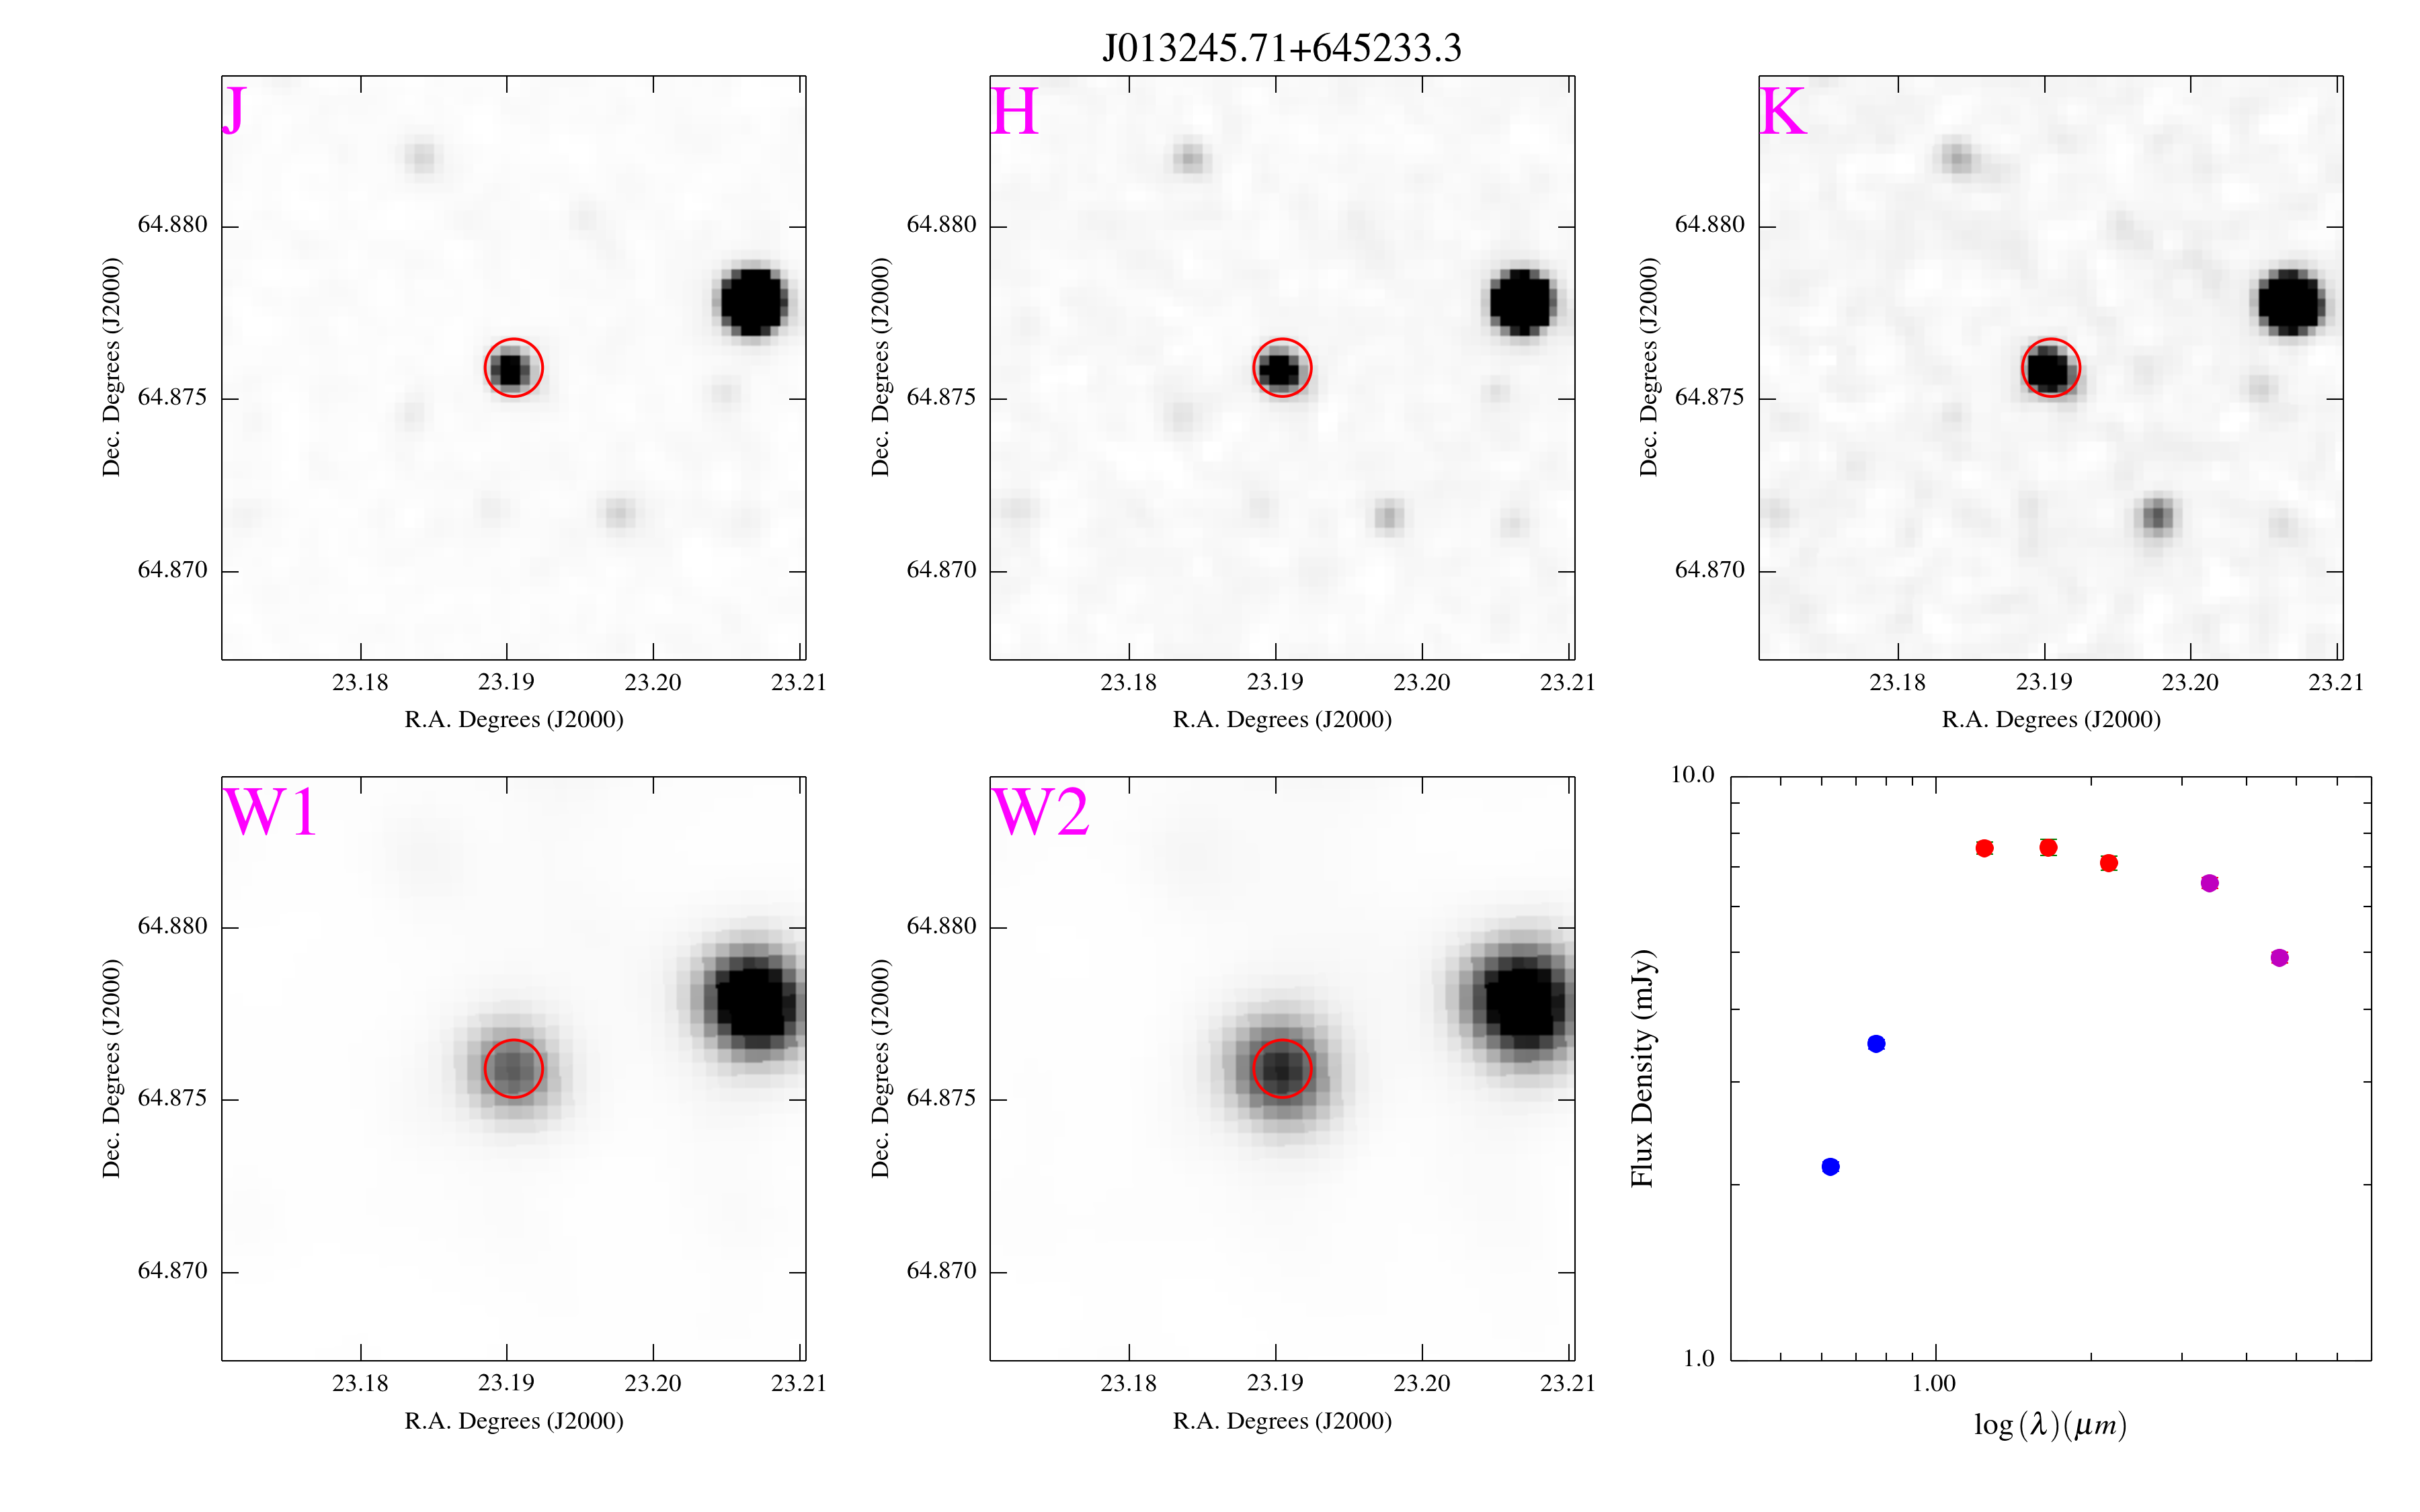 J013245.71+645233.3
J
Dec. Degrees (J2000)
64.880
64.875
64.870
23.18 23.19 23.20 23.21
R.A. Degrees (J2000)
H
Dec. Degrees (J2000)
64.880
64.875
64.870
23.18 23.19 23.20 23.21
R.A. Degrees (J2000)
K
Dec. Degrees (J2000)
64.880
64.875
64.870
23.18 23.19 23.20 23.21
R.A. Degrees (J2000)
W1
Dec. Degrees (J2000)
64.880
64.875
64.870
23.18 23.19 23.20 23.21
R.A. Degrees (J2000)
W2
Dec. Degrees (J2000)
64.880
64.875
64.870
23.18 23.19 23.20 23.21
R.A. Degrees (J2000)
Flux Density (mJy)
10.0
1.0
1.00
log(λ)(μm)